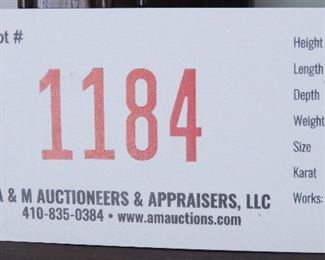 ot #
1184
A & M AUCTIONEERS & APPRAISERS, LLC
410-835-0384 • www.amauctions.com
Height
Length
Depth
Weight
Size
Karat
Works: